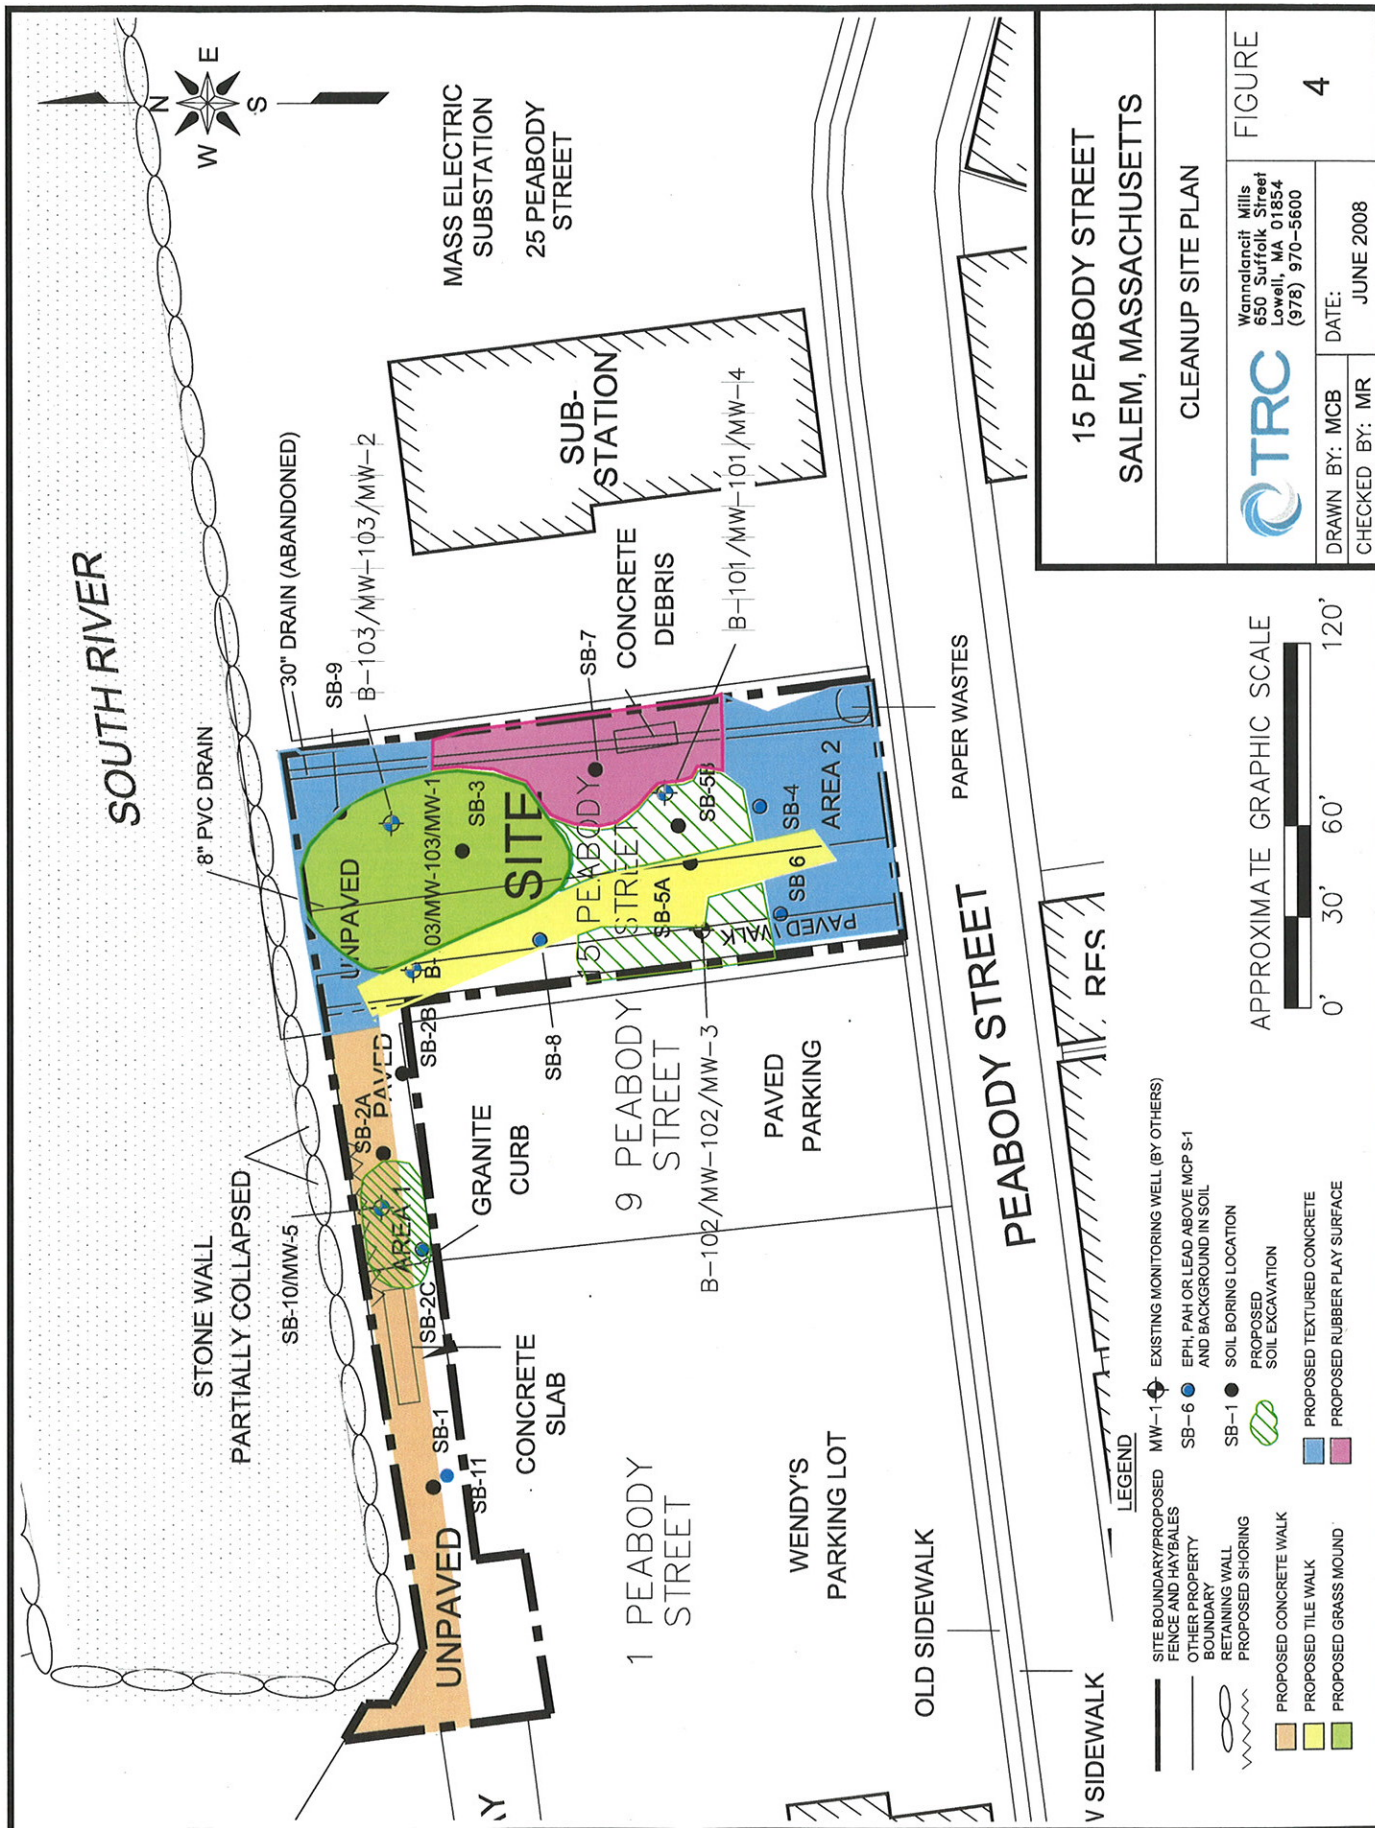 SOUTH RIVER
N
W
E
S
MASS ELECTRIC
SUBSTATION
25 PEABODY
STREET
STONE WALL
PARTIALLY COLLAPSED
8" PVC DRAIN
30" DRAIN (ABANDONED)
SB-9
B-103/MW-103/MW-2
SB-10/MW-5
SB-2A
PAVED
UNPAVED
B-103/MW-103/MW-1
SB-3
SITE
SUB-
STATION
AREA 1
SB-2B
SB-2C
SB-1
SB-11
UNPAVED
GRANITE
CURB
CONCRETE
SLAB
SB-8
SB-7
CONCRETE
DEBRIS
15 PEABODY
STREET
SB-5A
SB-5B
B-101/MW-101/MW-4
1 PEABODY
STREET
9 PEABODY
STREET
B-102/MW-102/MW-3
PAVED
PARKING
WALK
PAVED
SB 6
SB-4
AREA 2
WENDY'S
PARKING LOT
PAPER WASTES
OLD SIDEWALK
PEABODY STREET
RES
V SIDEWALK
AY
LEGEND
SITE BOUNDARY/PROPOSED
FENCE AND HAYBALES
OTHER PROPERTY
BOUNDARY
RETAINING WALL
PROPOSED SHORING
PROPOSED CONCRETE WALK
PROPOSED TILE WALK
PROPOSED GRASS MOUND
MW-1 EXISTING MONITORING WELL (BY OTHERS)
SB-6 EPH, PAH OR LEAD ABOVE MCP S-1
AND BACKGROUND IN SOIL
SB-1 SOIL BORING LOCATION
PROPOSED
SOIL EXCAVATION
PROPOSED TEXTURED CONCRETE
PROPOSED RUBBER PLAY SURFACE
APPROXIMATE GRAPHIC SCALE
0' 30' 60' 120'
15 PEABODY STREET
SALEM, MASSACHUSETTS
CLEANUP SITE PLAN
TRC
Wannalancit Mills
650 Suffolk Street
Lowell, MA 01854
(978) 970-5600
FIGURE
4
DRAWN BY: MCB
CHECKED BY: MR
DATE:
JUNE 2008